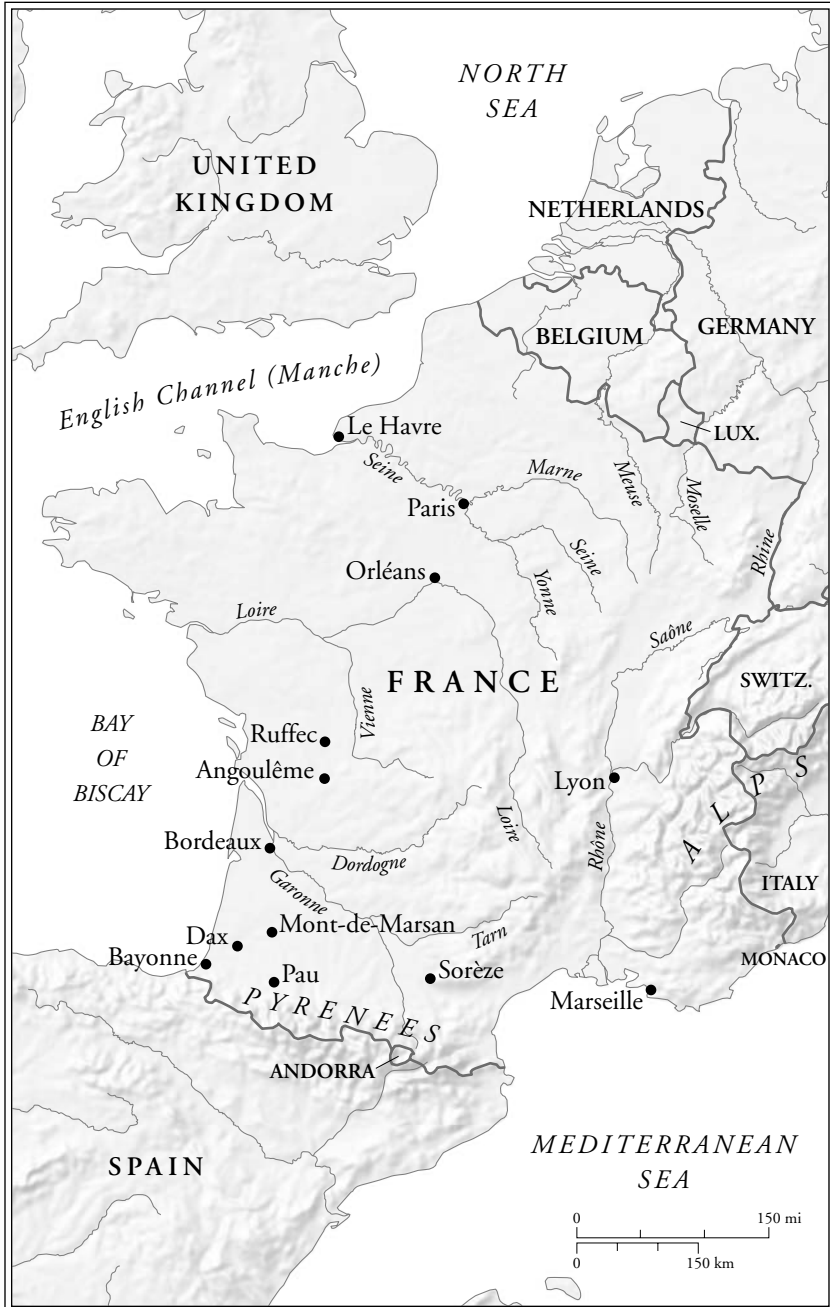 NORTH
SEA
UNITED
KINGDOM
NETHERLANDS
BELGIUM
GERMANY
English Channel (Manche)
LUX.
Le Havre
Seine
Marne
Meuse
Moselle
Paris
Rhine
Seine
Yonne
Orléans
Loire
Saône
FRANCE
SWITZ.
Vienne
BAY
OF
BISCAY
Ruffec
Angoulême
Lyon
ALPS
Loire
Rhône
Bordeaux
Dordogne
Garonne
ITALY
Mont-de-Marsan
Tarn
Dax
Bayonne
MONACO
Pau
Sorèze
Marseille
PYRENEES
ANDORRA
SPAIN
MEDITERRANEAN
SEA
0 150 mi
0 150 km